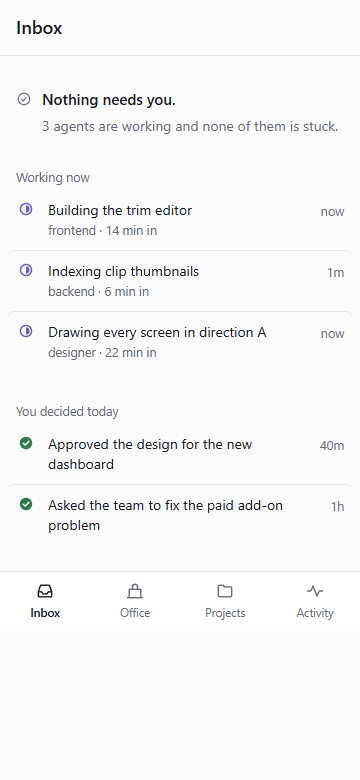 Inbox
Nothing needs you.
3 agents are working and none of them is stuck.
Working now
Building the trim editor
now
frontend · 14 min in
Indexing clip thumbnails
1m
backend · 6 min in
Drawing every screen in direction A
now
designer · 22 min in
You decided today
Approved the design for the new
40m
dashboard
Asked the team to fix the paid add-on
1h
problem
Inbox
Office
Projects
Activity